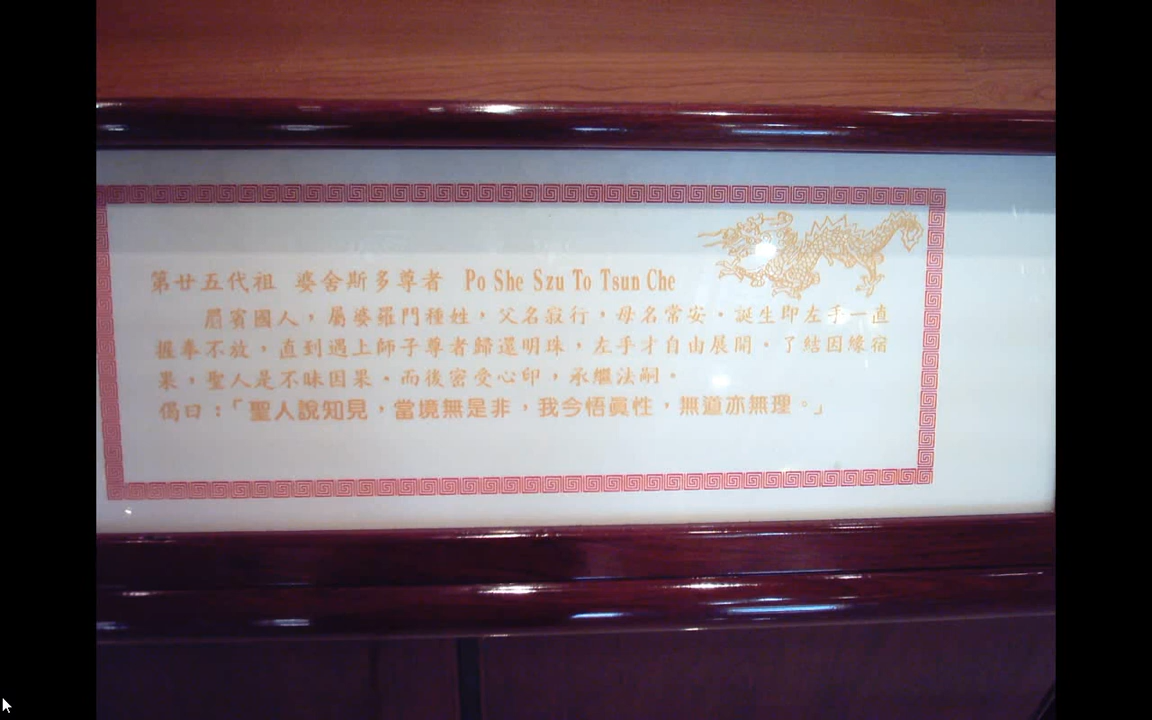 第廿五代祖 婆舍斯多尊者 Po She Szu To Tsun Che
罽賓國人，屬婆羅門種姓，父名寂行，母名常安。誕生即左手一直
握拳不放，直到遇上師子尊者歸還明珠，左手才自由展開。了結因緣宿
果，聖人是不昧因果。而後密受心印，承繼法嗣。
偈曰：「聖人說知見，當境無是非，我今悟眞性，無道亦無理。」